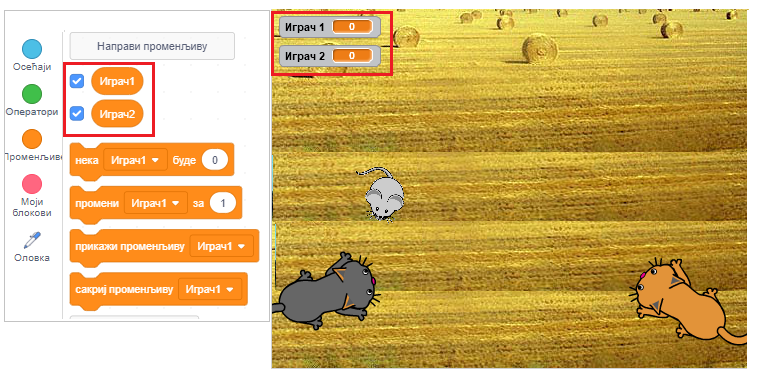 Направи променљиву
Осећаји
Оператори
Променљиве
Моји
блокови
Оловка
Играч1
Играч2
нека Играч1 буде 0
промени Играч1 за 1
прикажи променљиву Играч1
сакриј променљиву Играч1
Играч 1 0
Играч 2 0